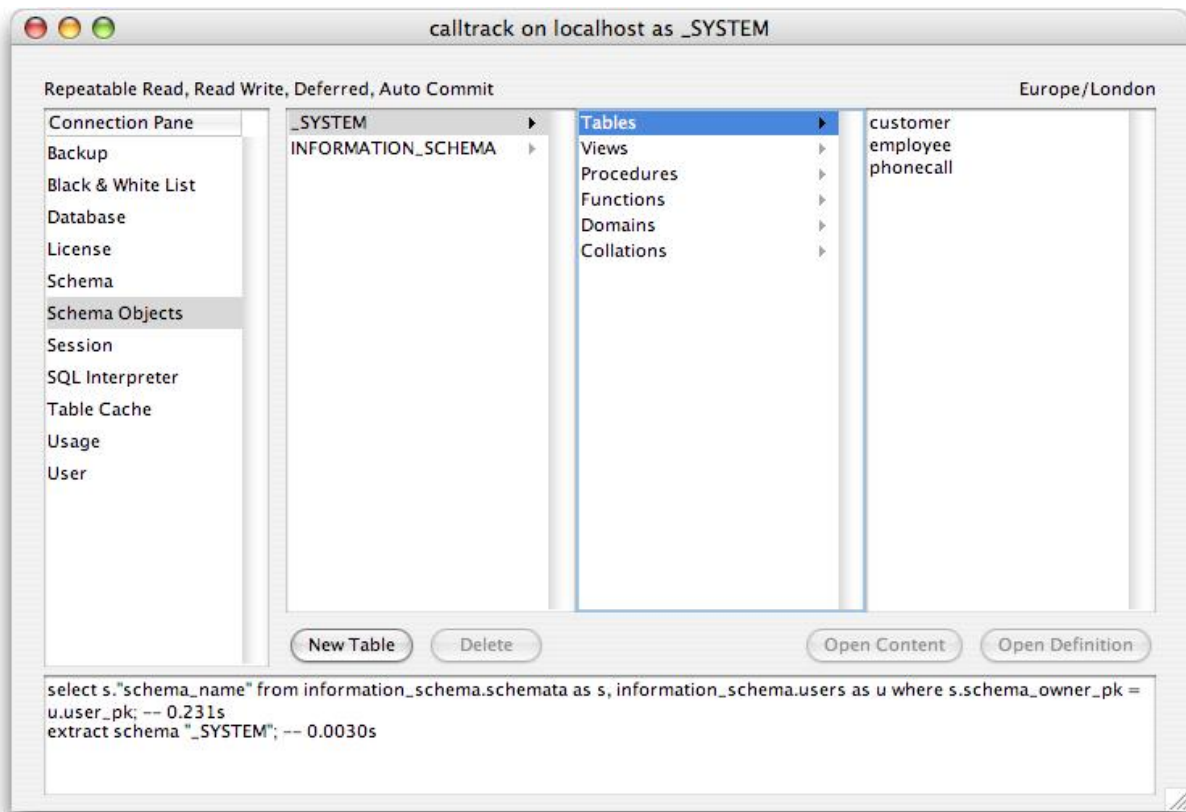 calltrack on localhost as _SYSTEM
Repeatable Read, Read Write, Deferred, Auto Commit
Europe/London
Connection Pane
Backup
Black & White List
Database
License
Schema
Schema Objects
Session
SQL Interpreter
Table Cache
Usage
User
_SYSTEM
INFORMATION_SCHEMA
Tables
Views
Procedures
Functions
Domains
Collations
customer
employee
phonecall
New Table
Delete
Open Content
Open Definition
select s."schema_name" from information_schema.schemata as s, information_schema.users as u where s.schema_owner_pk =
u.user_pk; -- 0.231s
extract schema "_SYSTEM"; -- 0.0030s